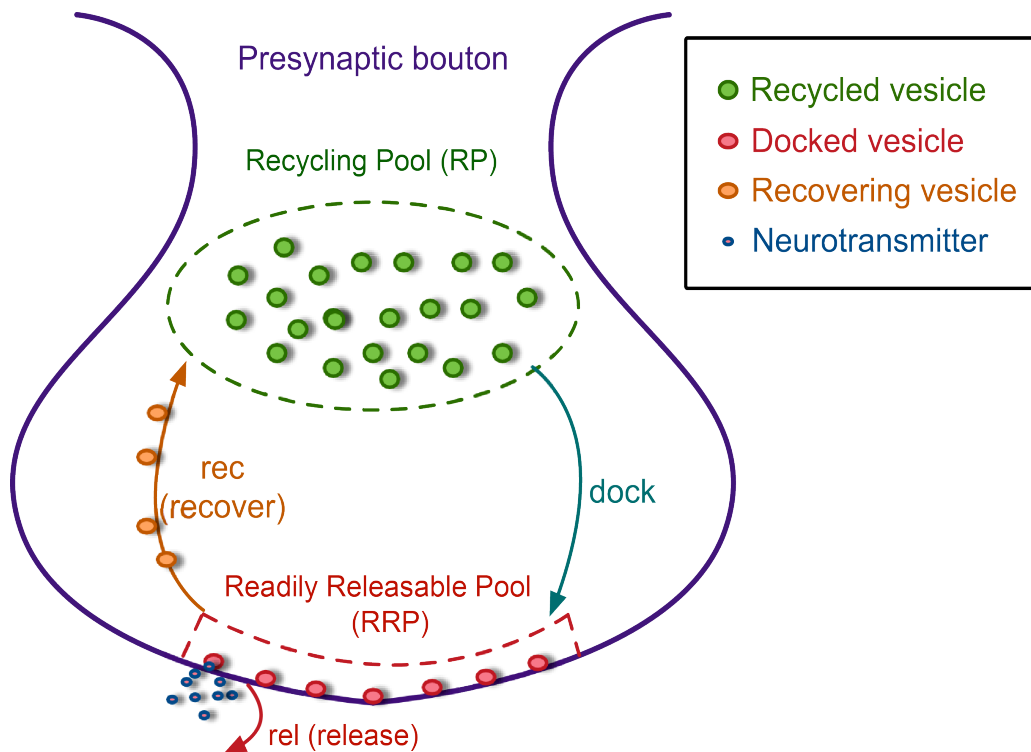 Presynaptic bouton
Recycling Pool (RP)
rec
(recover)
dock
Readily Releasable Pool
(RRP)
rel (release)
Recycled vesicle
Docked vesicle
Recovering vesicle
Neurotransmitter